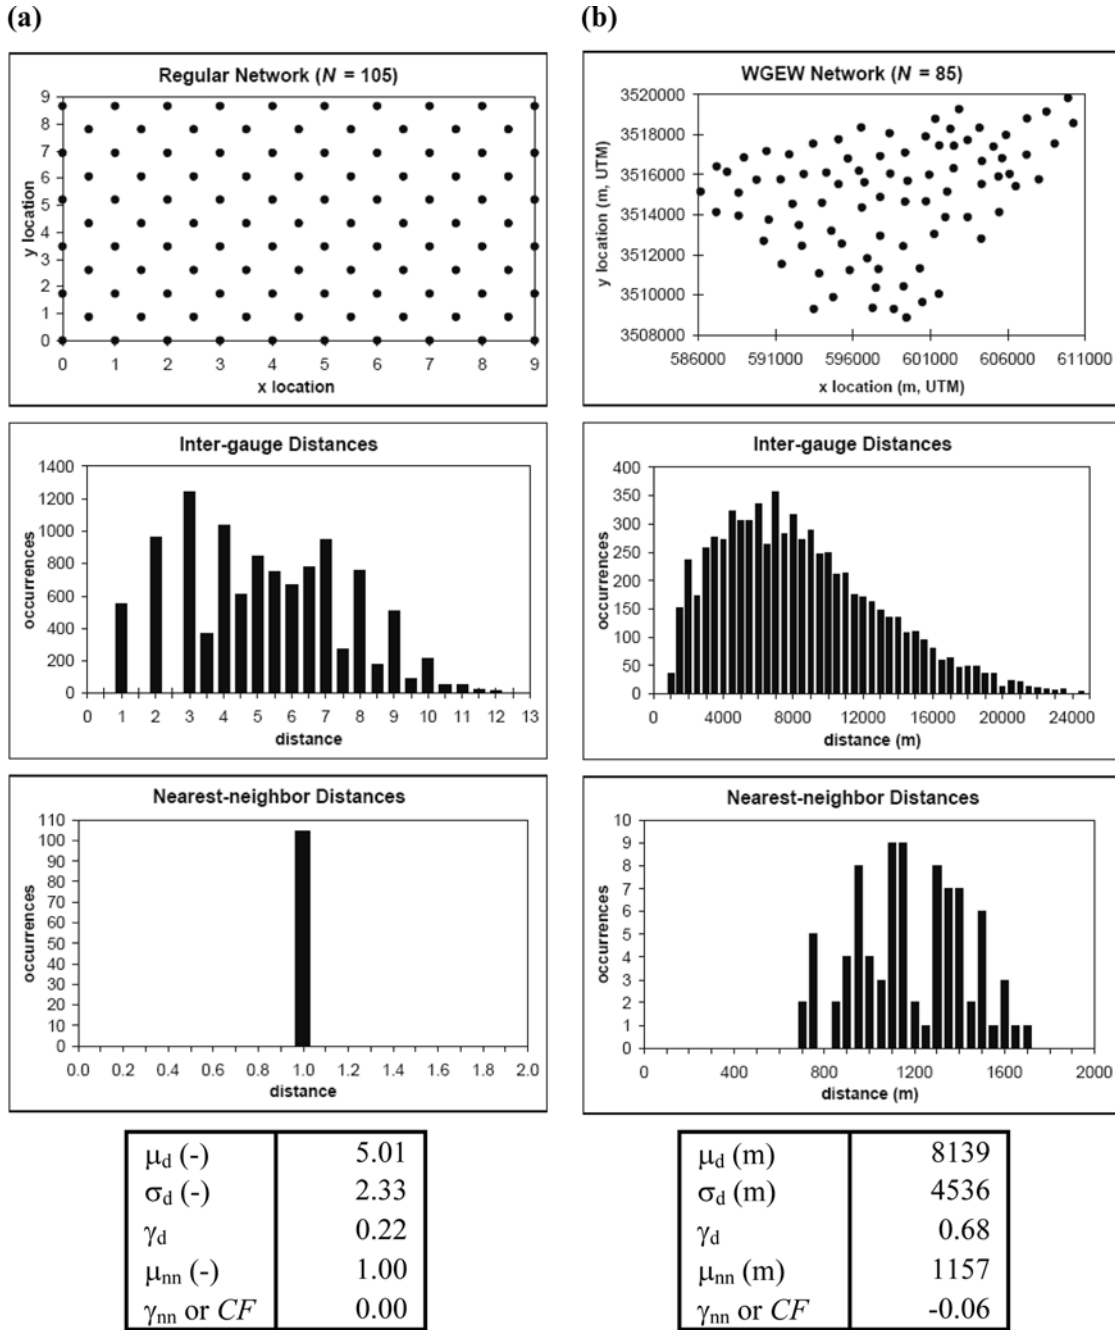 (a)
Regular Network (N = 105)
9
8
7
6
5
4
3
2
1
0
y location
0 1 2 3 4 5 6 7 8 9
x location
Inter-gauge Distances
1400
1200
1000
800
600
400
200
0
occurrences
0 1 2 3 4 5 6 7 8 9 10 11 12 13
distance
Nearest-neighbor Distances
110
100
90
80
70
60
50
40
30
20
10
0
occurrences
0.0 0.2 0.4 0.6 0.8 1.0 1.2 1.4 1.6 1.8 2.0
distance
μd (-) 5.01
σd (-) 2.33
γd 0.22
μnn (-) 1.00
γnn or CF 0.00
(b)
WGEW Network (N = 85)
3520000
3518000
3516000
3514000
3512000
3510000
3508000
y location (m, UTM)
586000 591000 596000 601000 606000 611000
x location (m, UTM)
Inter-gauge Distances
400
350
300
250
200
150
100
50
0
occurrences
0 4000 8000 12000 16000 20000 24000
distance (m)
Nearest-neighbor Distances
10
9
8
7
6
5
4
3
2
1
0
occurrences
0 400 800 1200 1600 2000
distance (m)
μd (m) 8139
σd (m) 4536
γd 0.68
μnn (m) 1157
γnn or CF -0.06